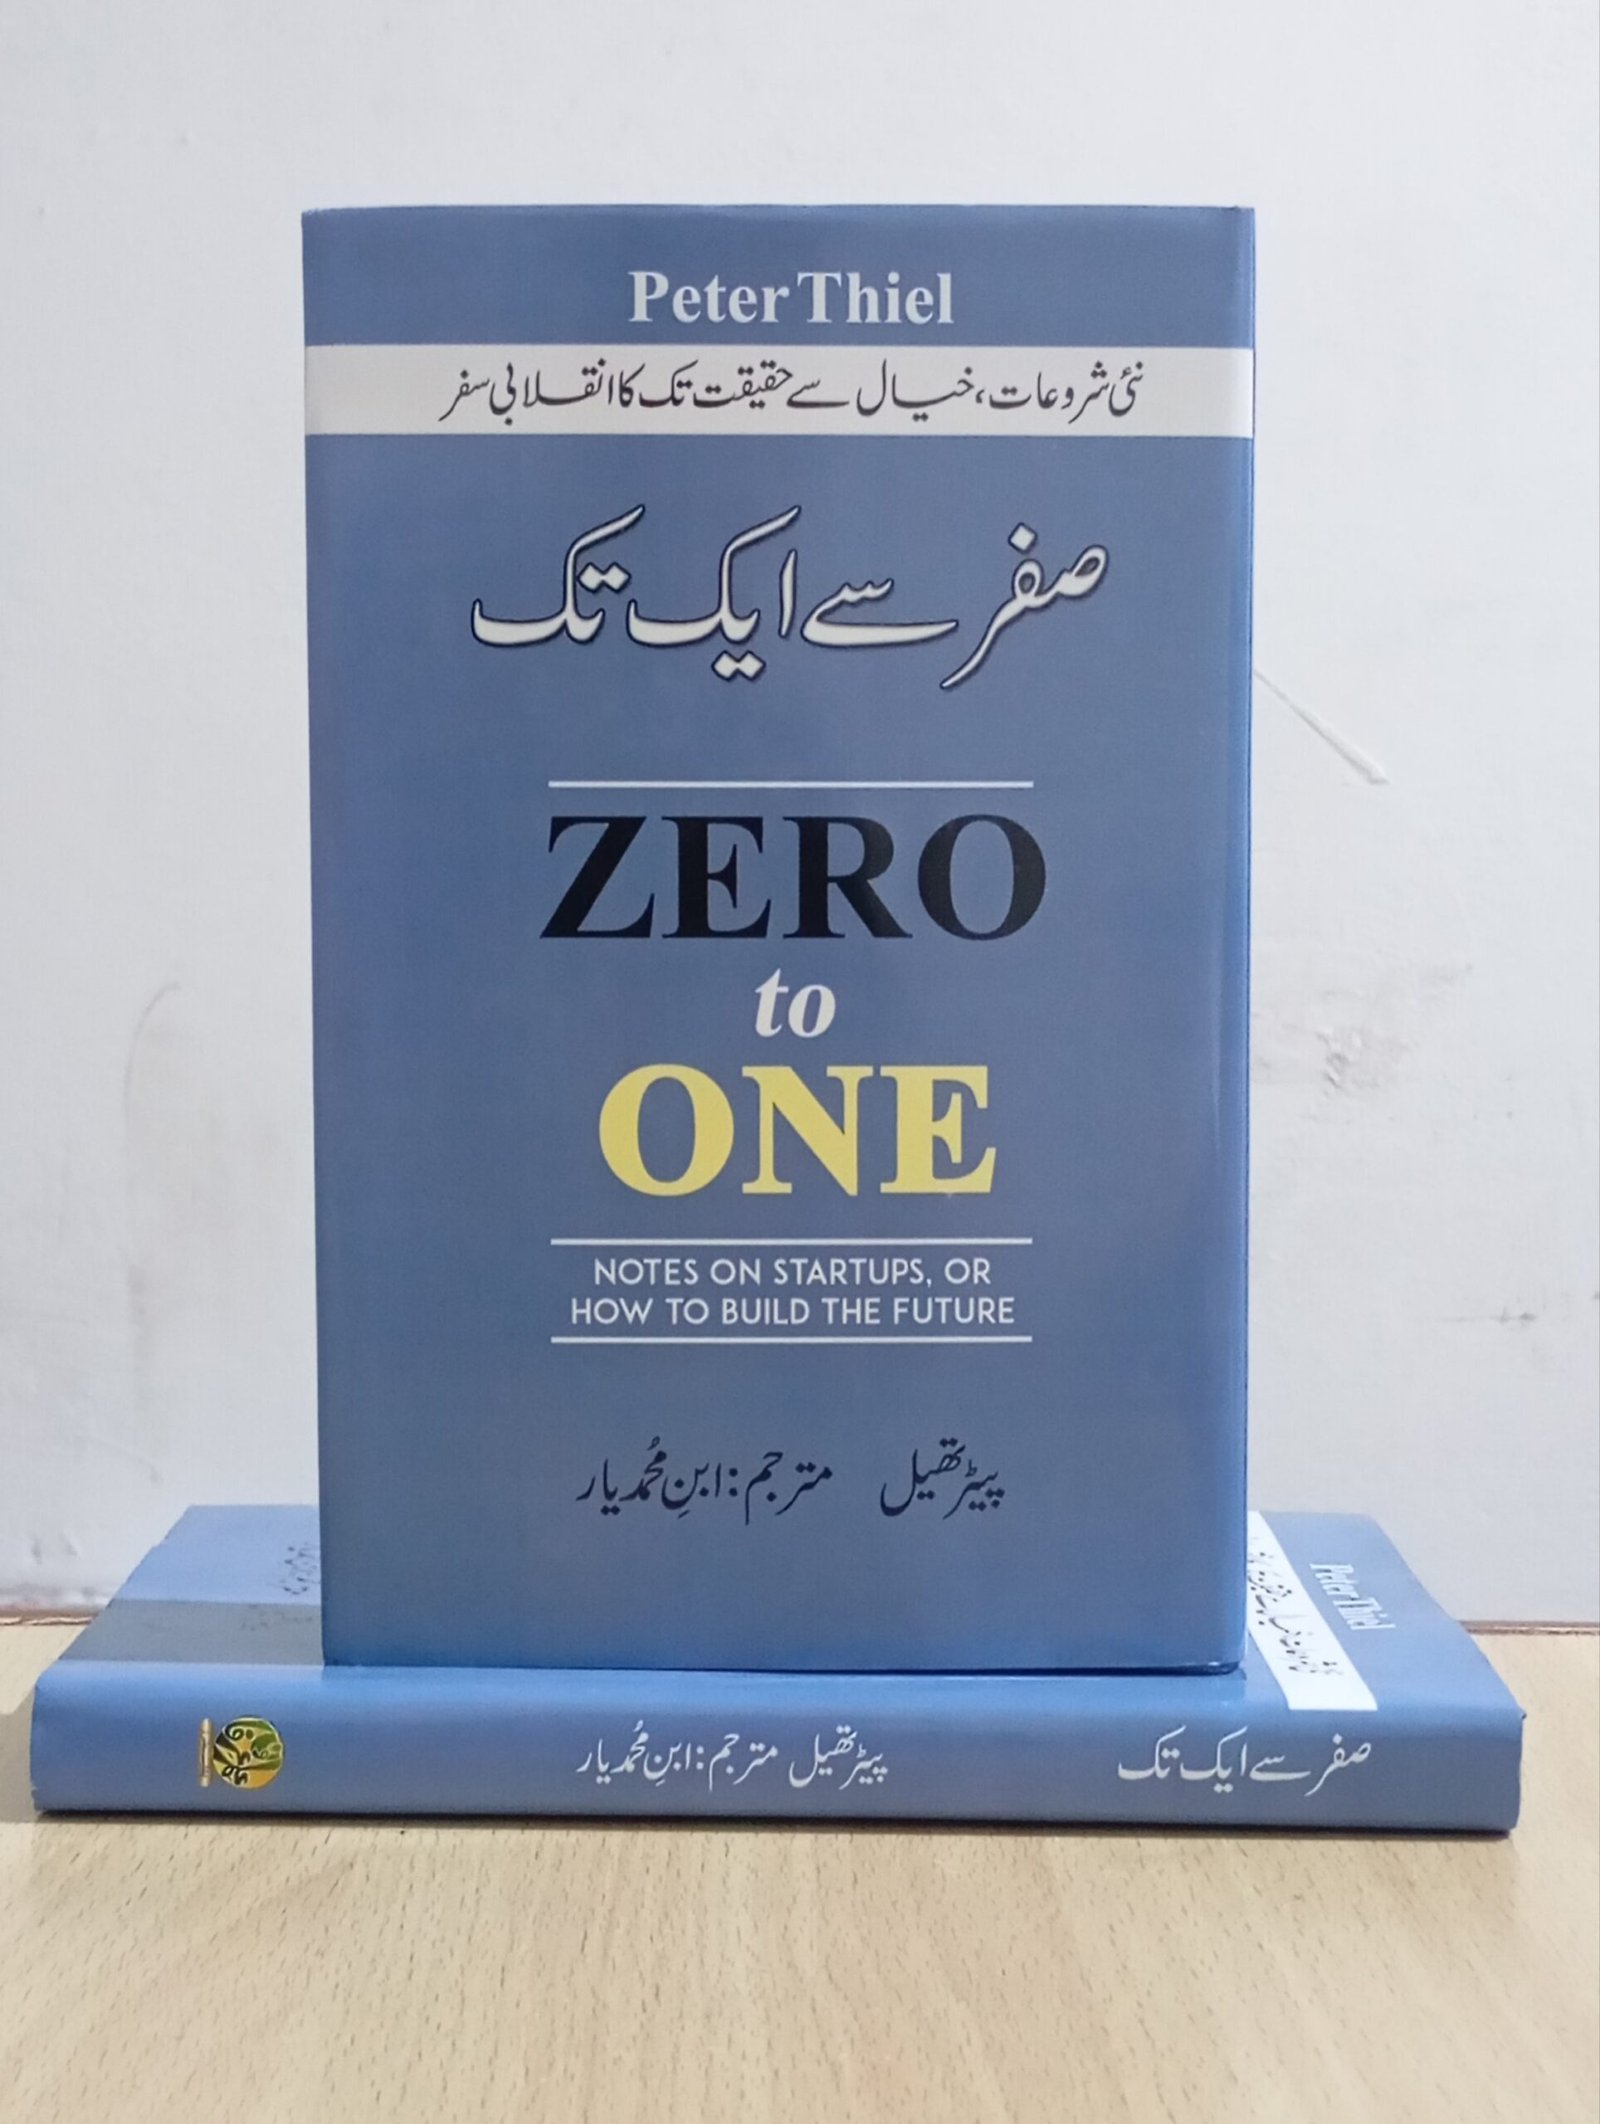 Peter Thiel
نئی شروعات، خیال سے حقیقت تک کا انقلابی سفر
صفر سے ایک تک
ZERO
to
ONE
NOTES ON STARTUPS, OR
HOW TO BUILD THE FUTURE
پیٹر تھیل مترجم: ابنِ محمد یار
Peter Thiel
صفر سے ایک تک پیٹر تھیل مترجم: ابنِ محمد یار